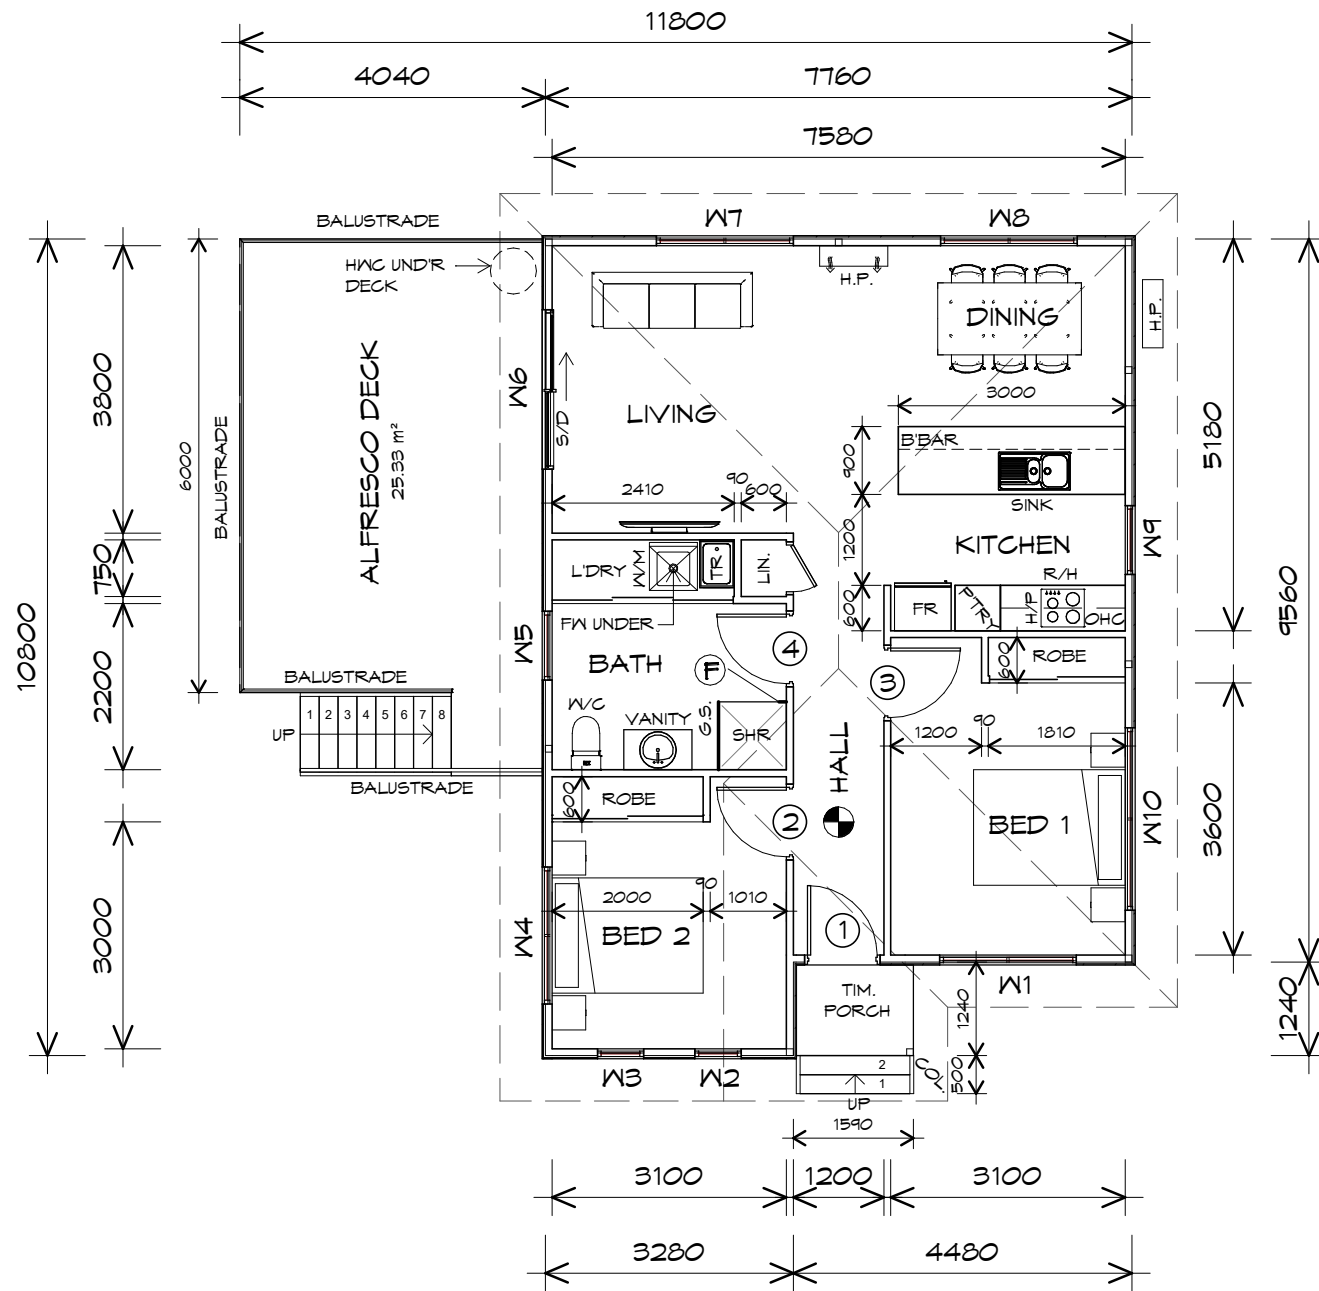 11800
4040
7760
7580
BALUSTRADE
W7
W8
HWC UND'R
DECK
H.P.
DINING
H.P.
3800
ALFRESCO DECK
25.33 m²
W6
S/D
LIVING
3000
5180
6000
BALUSTRADE
B'BAR
900
2410
90
600
SINK
1200
KITCHEN
W9
750
L'DRY
W/M
TR.
LIN.
R/H
FR
P'TRY
H/P
OHC
600
9560
10800
FW UNDER
W5
BATH
F
4
3
600
ROBE
2200
BALUSTRADE
1 2 3 4 5 6 7 8
UP
W/C
VANITY
G.S.
SHR
HALL
1200
90
1810
BALUSTRADE
600
ROBE
2
BED 1
W10
3600
3000
W4
2000
90
1010
BED 2
1
W1
TIM.
PORCH
1240
1240
W3
W2
2
1
UP
COL.
500
1590
3100
1200
3100
3280
4480